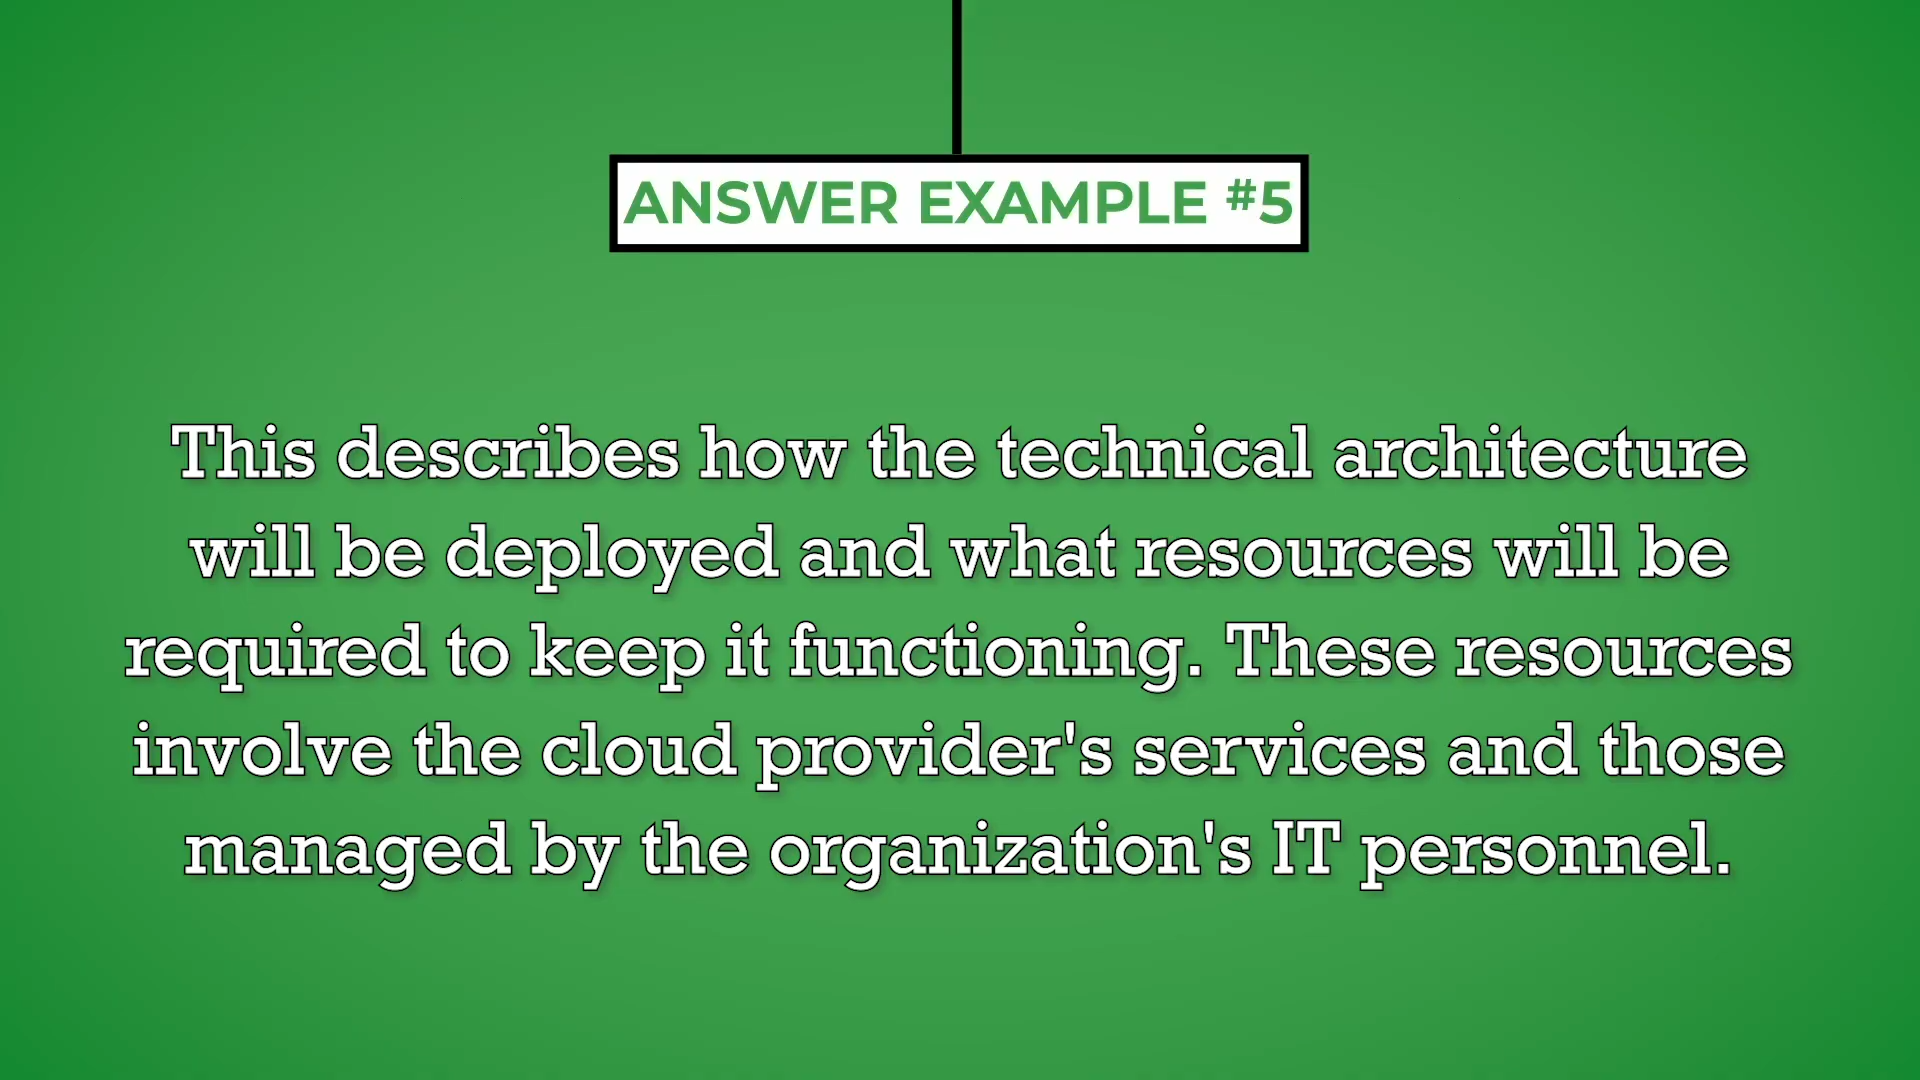 ANSWER EXAMPLE #5
This describes how the technical architecture
will be deployed and what resources will be
required to keep it functioning. These resources
involve the cloud provider's services and those
managed by the organization's IT personnel.